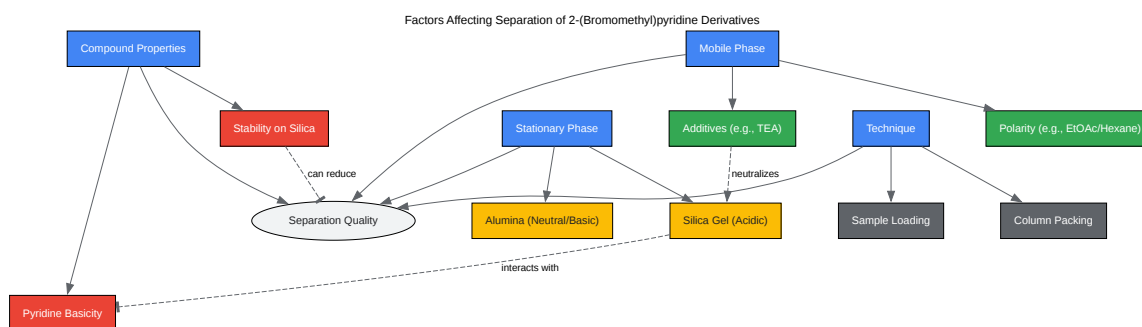 Factors Affecting Separation of 2-(Bromomethyl)pyridine Derivatives
Compound Properties
Mobile Phase
Stability on Silica
Stationary Phase
Additives (e.g., TEA)
Technique
Polarity (e.g., EtOAc/Hexane)
can reduce
neutralizes
Separation Quality
Alumina (Neutral/Basic)
Silica Gel (Acidic)
Sample Loading
Column Packing
interacts with
Pyridine Basicity